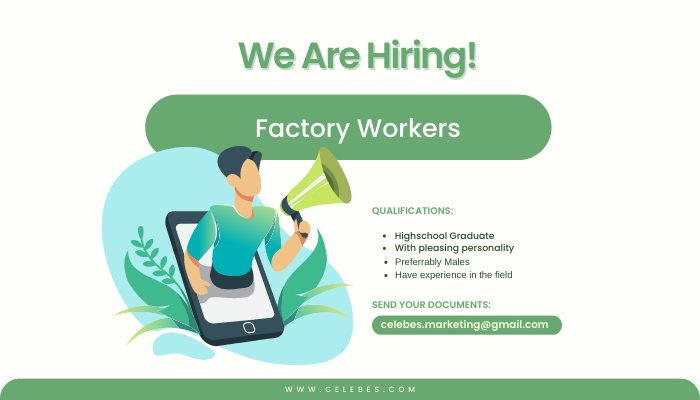 We Are Hiring!
Factory Workers
QUALIFICATIONS:
• Highschool Graduate
• With pleasing personality
• Preferrably Males
• Have experience in the field
SEND YOUR DOCUMENTS:
celebes.marketing@gmail.com
WWW.CELEBES.COM